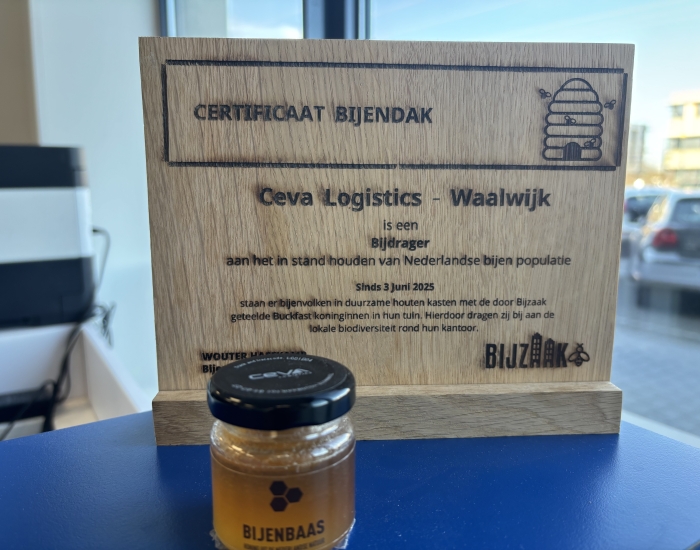 CERTIFICAAT BIJENDAK
Ceva Logistics - Waalwijk
is een
Bijdrager
aan het in stand houden van Nederlandse bijen populatie
Sinds 3 Juni 2025
staan er bijenvolken in duurzame houten kasten met de door Bijzaak
geteelde Buckfast koninginnen in hun tuin. Hierdoor dragen zij bij aan de
lokale biodiversiteit rond hun kantoor.
WOUTER
BIJZAAK
CEVA
BIJENBAAS